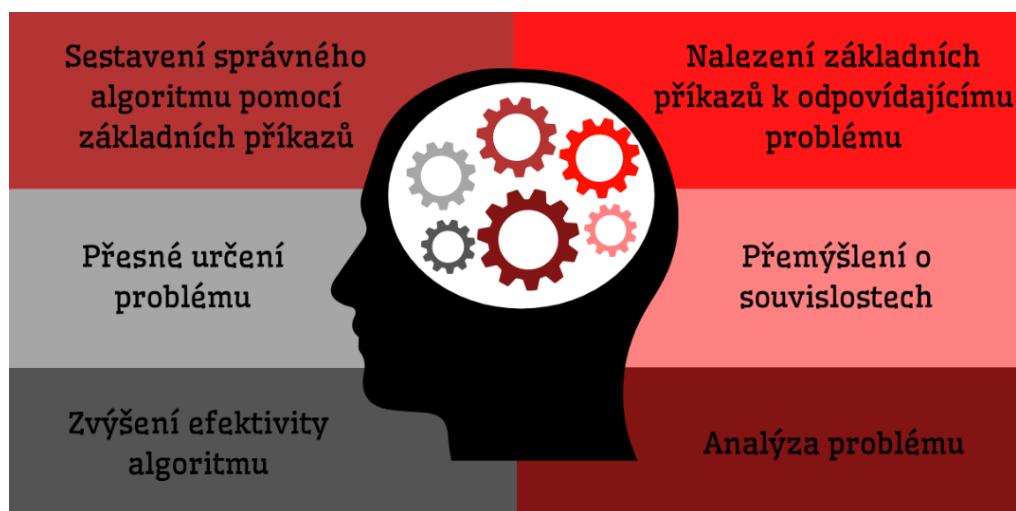 Sestavení správného
algoritmu pomocí
základních příkazů
Nalezení základních
příkazů k odpovídajícímu
problému
Přesné určení
problému
Přemýšlení o
souvislostech
Zvýšení efektivity
algoritmu
Analýza problému